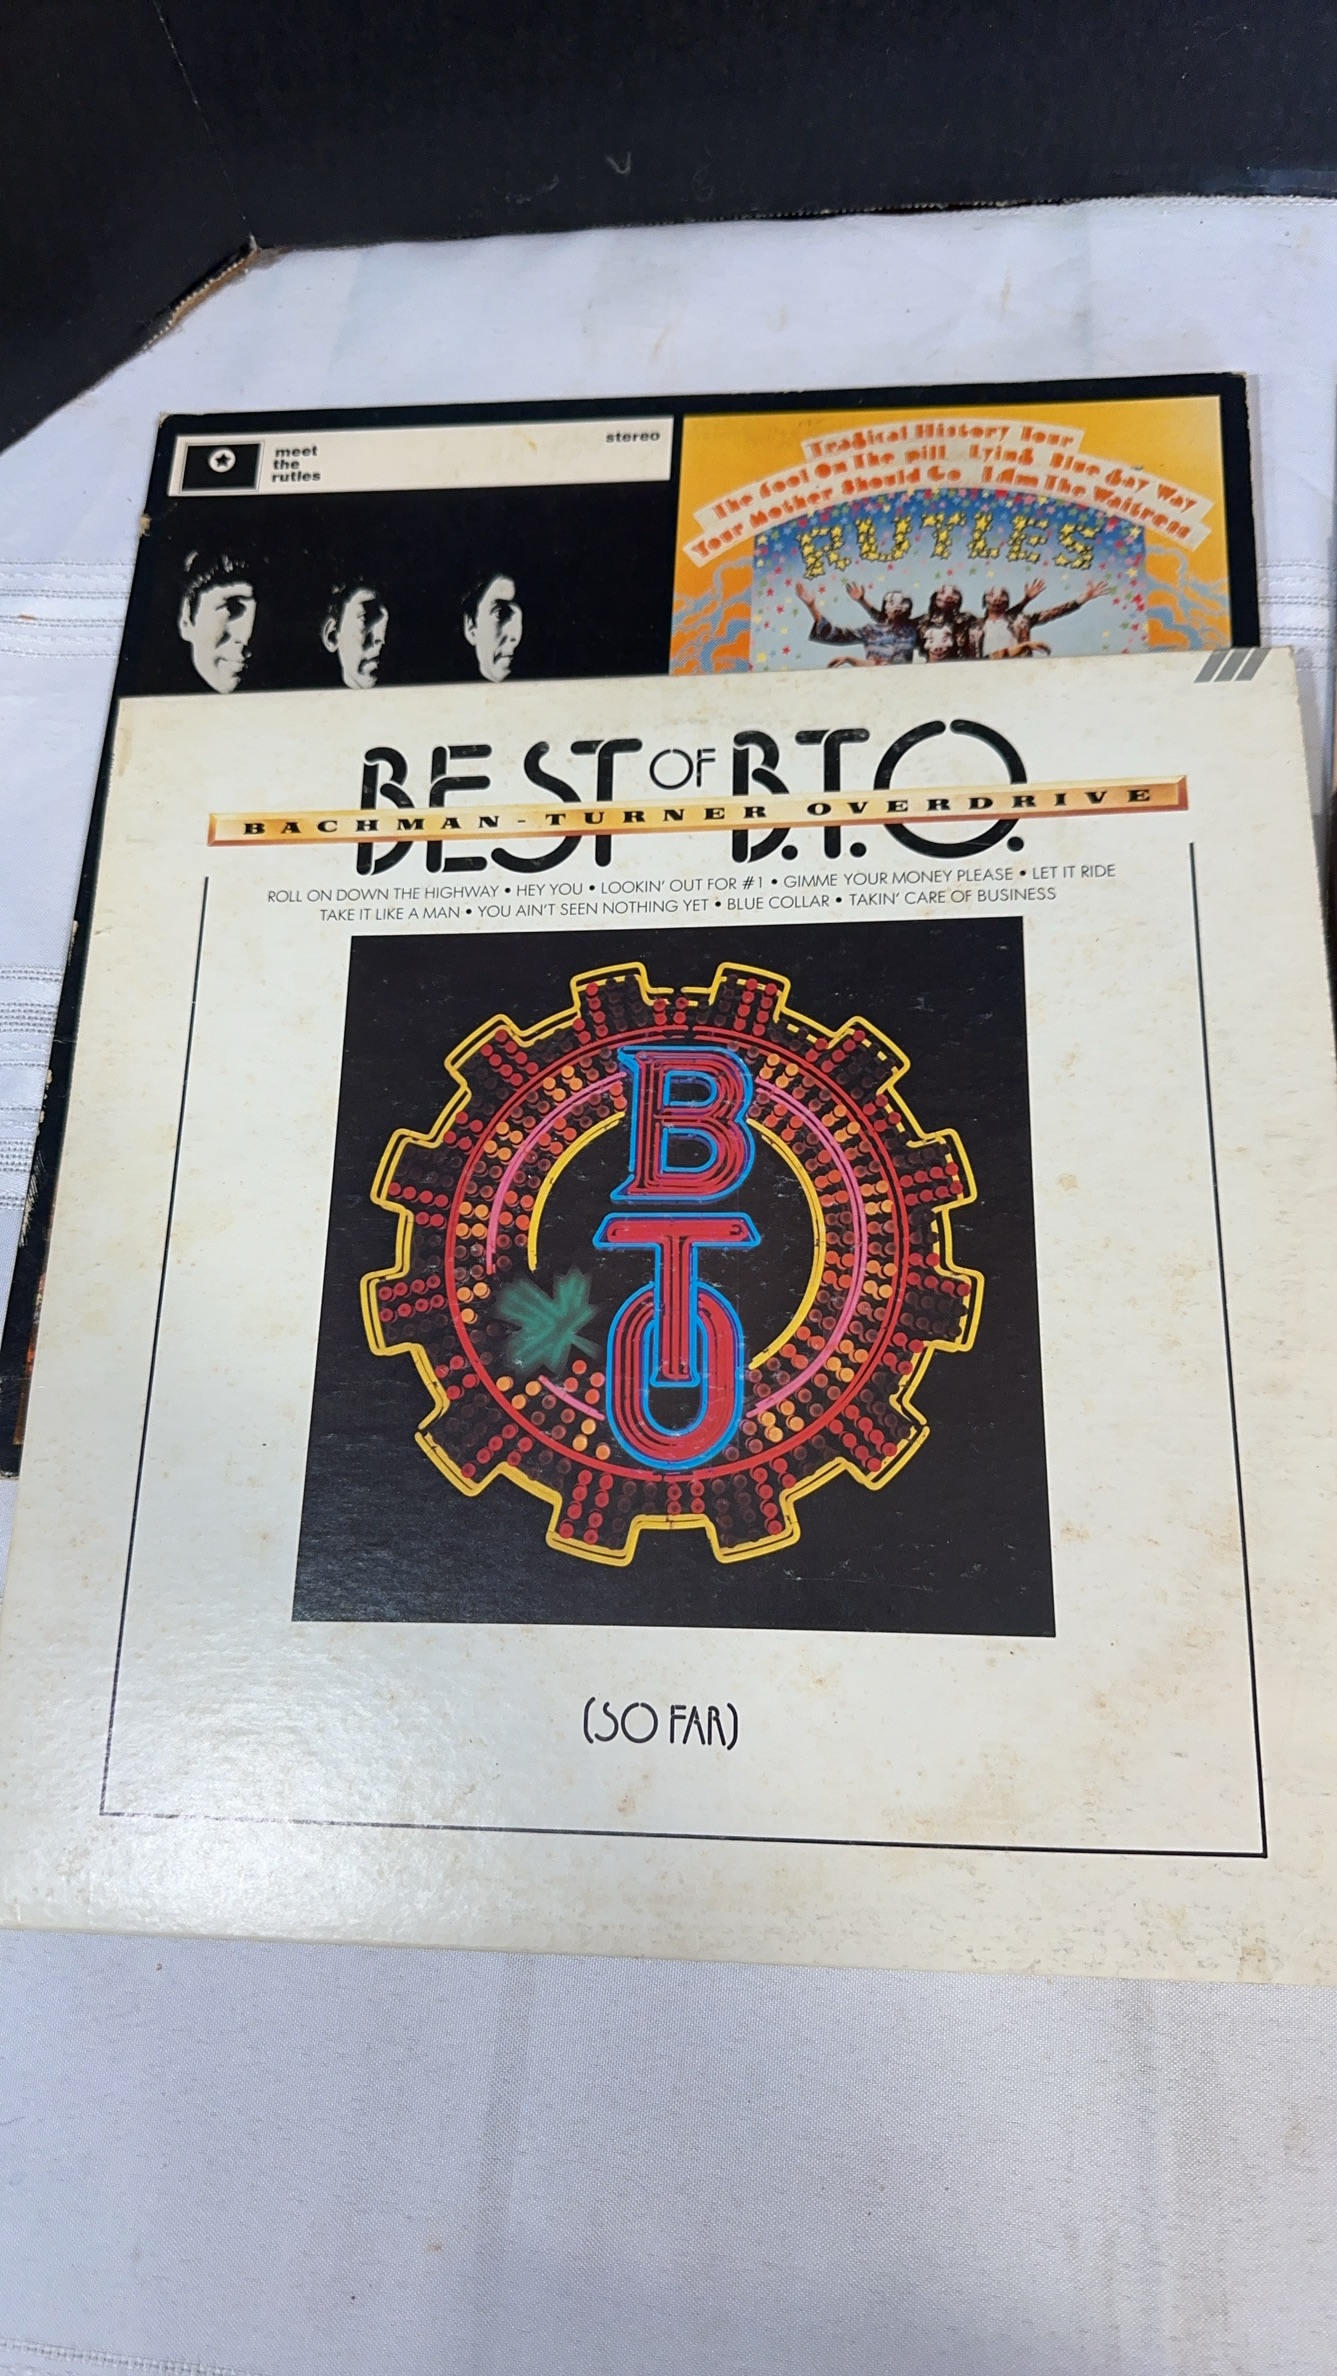 meet
the
rutles
stereo
Tragical History Tour
The Fool On The pill Lying Blue Gay Way
Your Mother Should Go I Am The Waitress
RUTLES
BEST OF B.T.O.
BACHMAN-TURNER OVERDRIVE
ROLL ON DOWN THE HIGHWAY • HEY YOU • LOOKIN' OUT FOR #1 • GIMME YOUR MONEY PLEASE • LET IT RIDE
TAKE IT LIKE A MAN • YOU AIN'T SEEN NOTHING YET • BLUE COLLAR • TAKIN' CARE OF BUSINESS
BTO
(SO FAR)